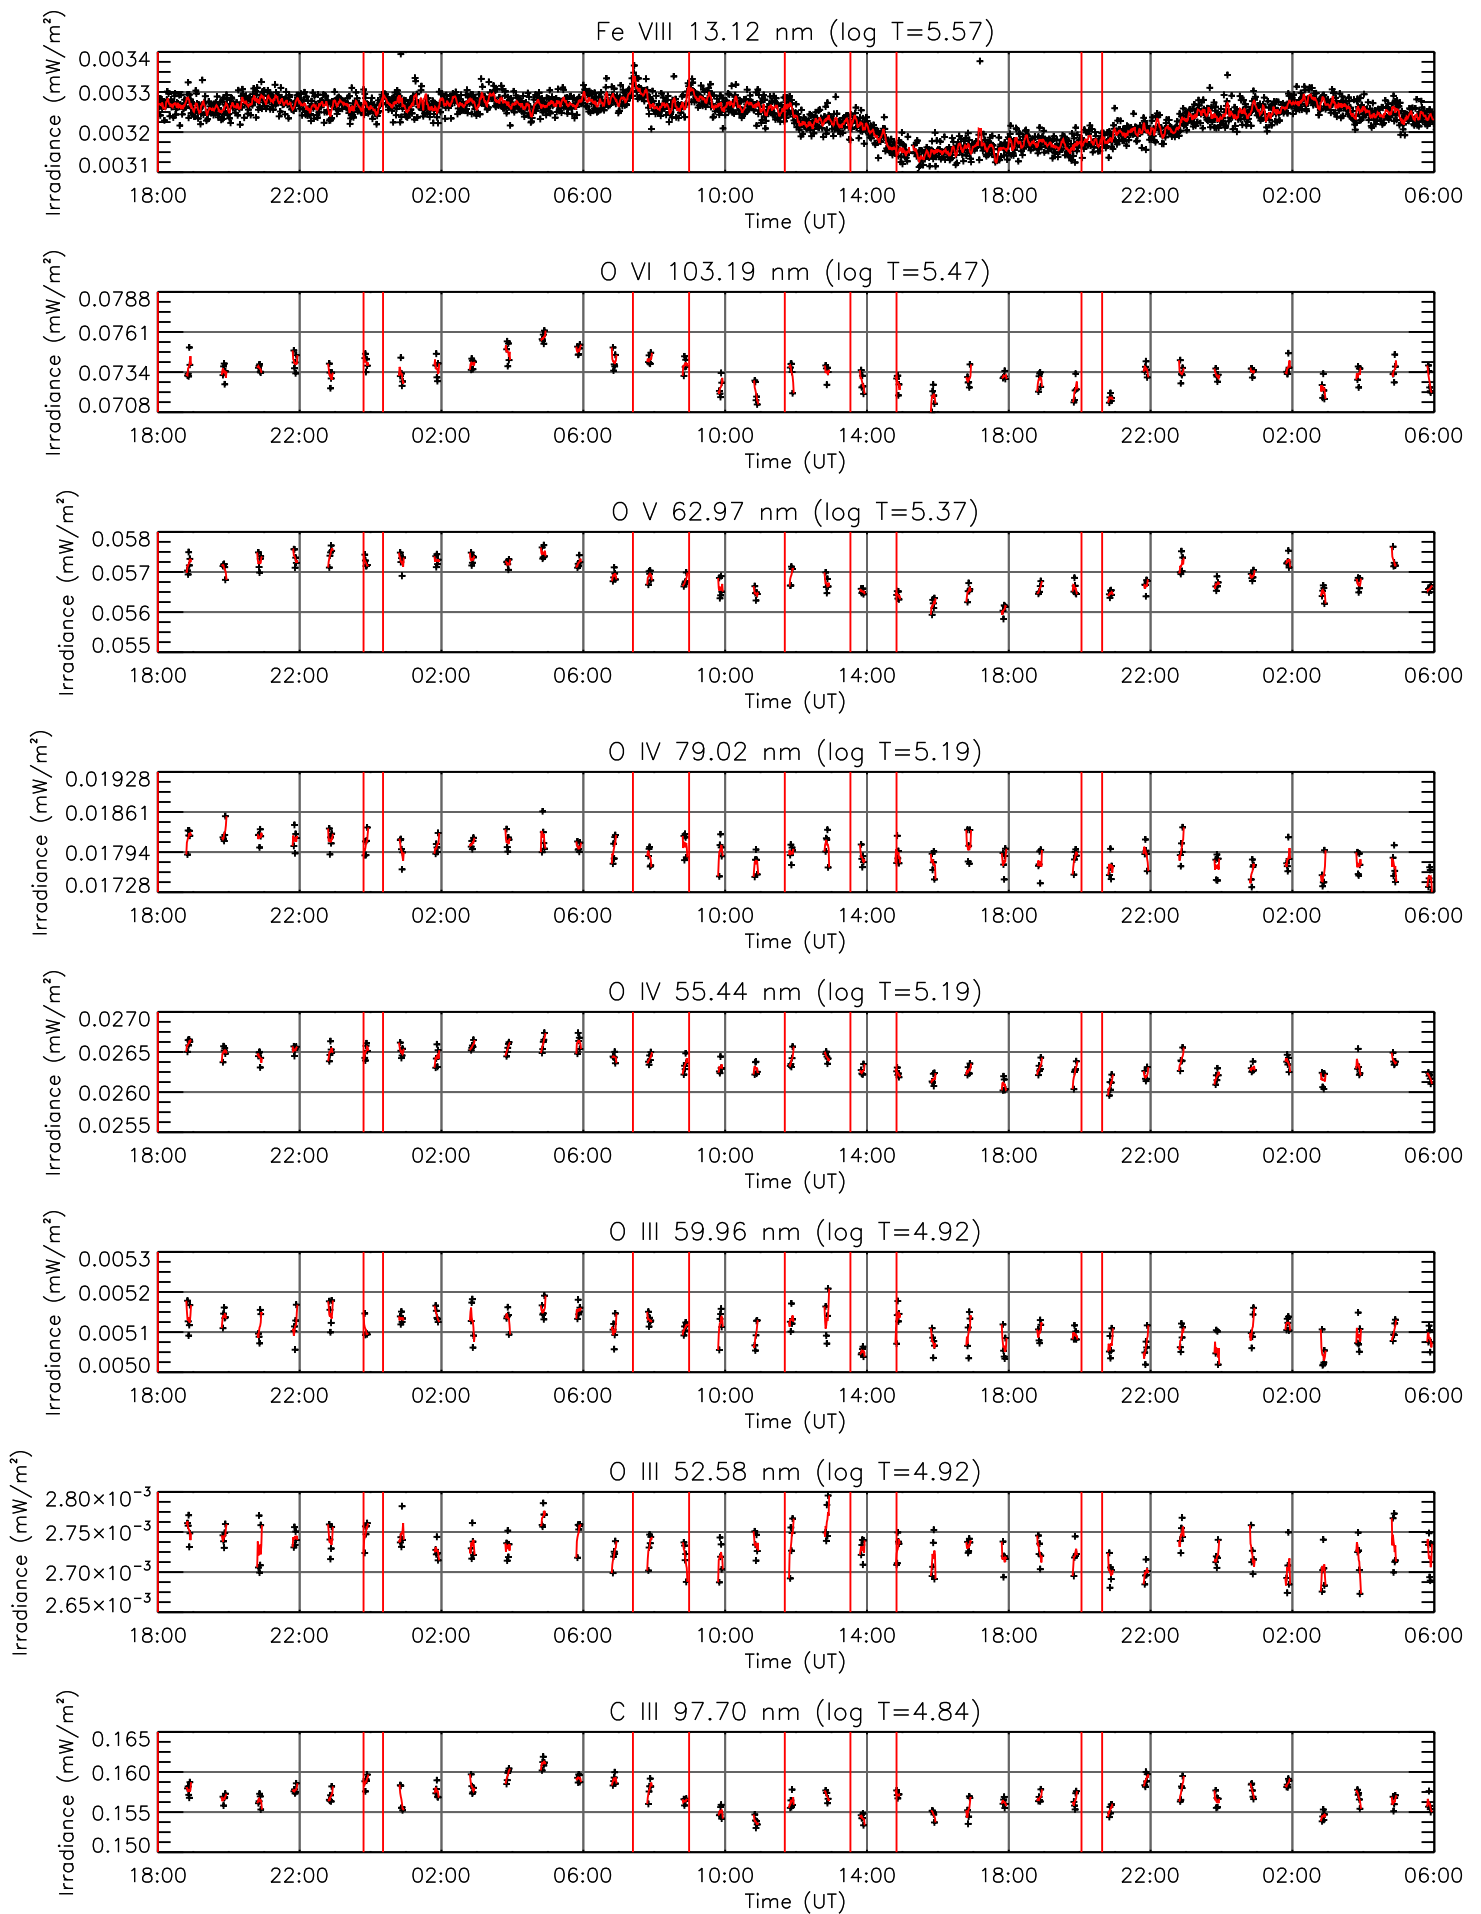 Fe VIII 13.12 nm (log T=5.57)
Irradiance (mW/m²)
0.0034
0.0033
0.0032
0.0031
18:00 22:00 02:00 06:00 10:00 14:00 18:00 22:00 02:00 06:00
Time (UT)
O VI 103.19 nm (log T=5.47)
Irradiance (mW/m²)
0.0788
0.0761
0.0734
0.0708
18:00 22:00 02:00 06:00 10:00 14:00 18:00 22:00 02:00 06:00
Time (UT)
O V 62.97 nm (log T=5.37)
Irradiance (mW/m²)
0.058
0.057
0.056
0.055
18:00 22:00 02:00 06:00 10:00 14:00 18:00 22:00 02:00 06:00
Time (UT)
O IV 79.02 nm (log T=5.19)
Irradiance (mW/m²)
0.01928
0.01861
0.01794
0.01728
18:00 22:00 02:00 06:00 10:00 14:00 18:00 22:00 02:00 06:00
Time (UT)
O IV 55.44 nm (log T=5.19)
Irradiance (mW/m²)
0.0270
0.0265
0.0260
0.0255
18:00 22:00 02:00 06:00 10:00 14:00 18:00 22:00 02:00 06:00
Time (UT)
O III 59.96 nm (log T=4.92)
Irradiance (mW/m²)
0.0053
0.0052
0.0051
0.0050
18:00 22:00 02:00 06:00 10:00 14:00 18:00 22:00 02:00 06:00
Time (UT)
O III 52.58 nm (log T=4.92)
Irradiance (mW/m²)
2.80×10⁻³
2.75×10⁻³
2.70×10⁻³
2.65×10⁻³
18:00 22:00 02:00 06:00 10:00 14:00 18:00 22:00 02:00 06:00
Time (UT)
C III 97.70 nm (log T=4.84)
Irradiance (mW/m²)
0.165
0.160
0.155
0.150
18:00 22:00 02:00 06:00 10:00 14:00 18:00 22:00 02:00 06:00
Time (UT)